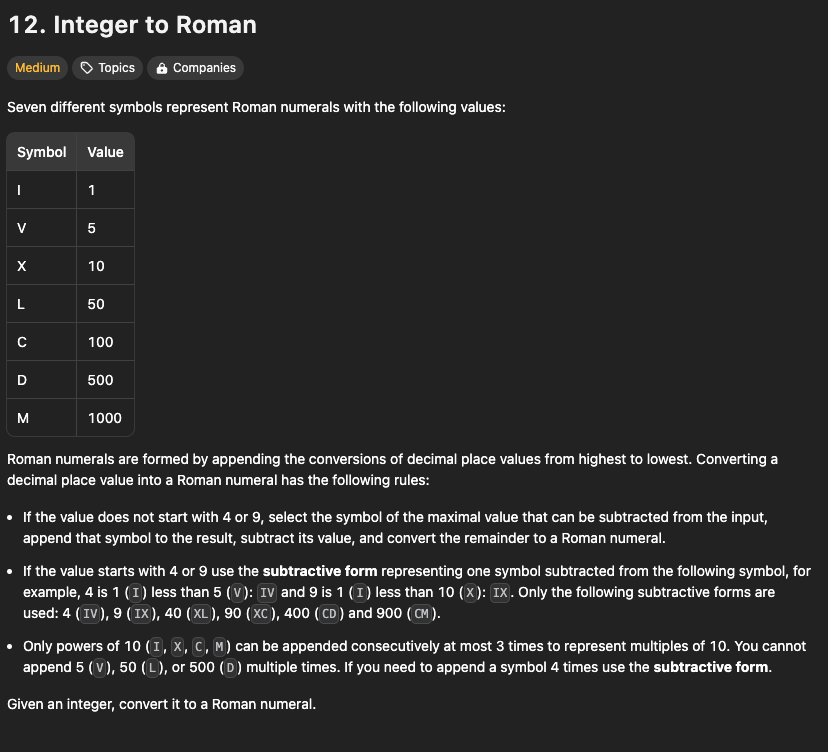 12. Integer to Roman
Medium Topics Companies
Seven different symbols represent Roman numerals with the following values:
Symbol Value
I 1
V 5
X 10
L 50
C 100
D 500
M 1000
Roman numerals are formed by appending the conversions of decimal place values from highest to lowest. Converting a
decimal place value into a Roman numeral has the following rules:
• If the value does not start with 4 or 9, select the symbol of the maximal value that can be subtracted from the input,
append that symbol to the result, subtract its value, and convert the remainder to a Roman numeral.
• If the value starts with 4 or 9 use the subtractive form representing one symbol subtracted from the following symbol, for
example, 4 is 1 (I) less than 5 (V): IV and 9 is 1 (I) less than 10 (X): IX. Only the following subtractive forms are
used: 4 (IV), 9 (IX), 40 (XL), 90 (XC), 400 (CD) and 900 (CM).
• Only powers of 10 (I, X, C, M) can be appended consecutively at most 3 times to represent multiples of 10. You cannot
append 5 (V), 50 (L), or 500 (D) multiple times. If you need to append a symbol 4 times use the subtractive form.
Given an integer, convert it to a Roman numeral.